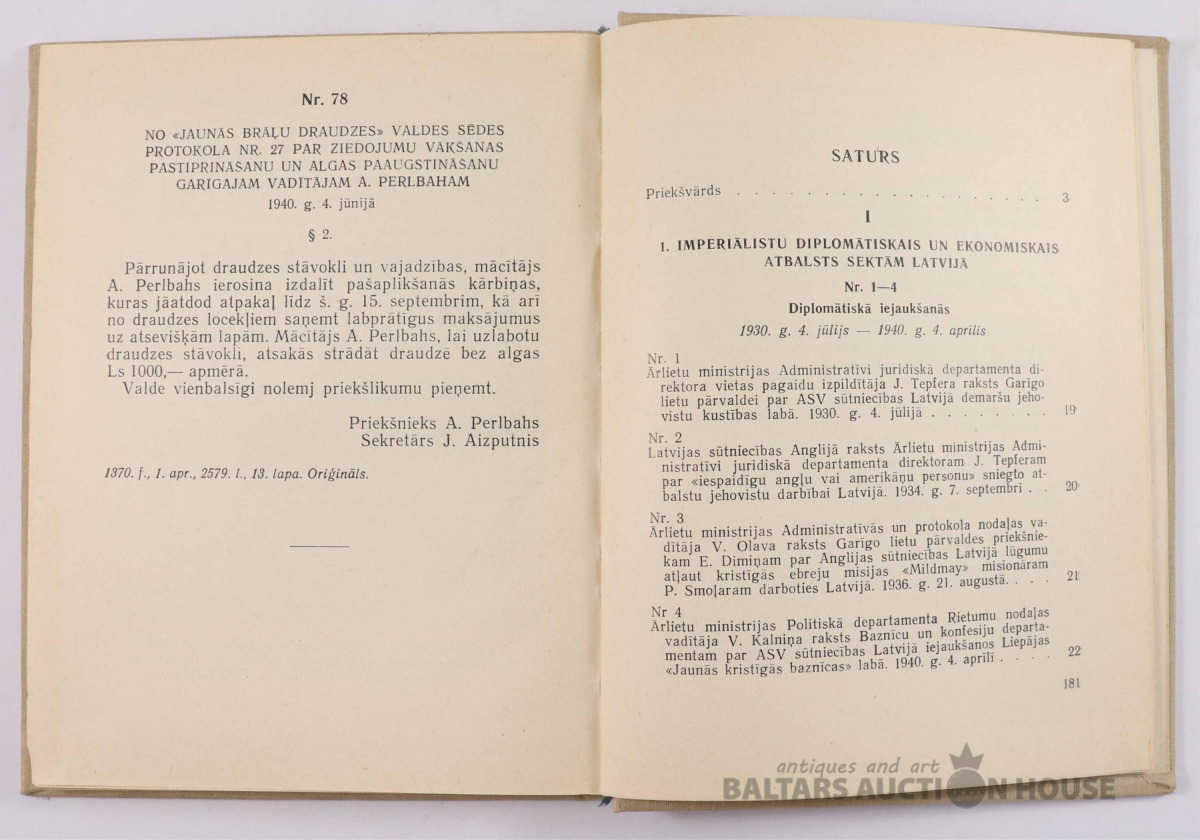 Nr. 78
NO «JAUNĀS BRĀĻU DRAUDZES» VALDES SĒDES
PROTOKOLA NR. 27 PAR ZIEDOJUMU VĀKŠANAS
PASTIPRINĀŠANU UN ALGAS PAAUGSTINĀŠANU
GARĪGAJAM VADĪTĀJAM A. PERLBAHAM
1940. g. 4. jūnijā
§ 2.
Pārrunājot draudzes stāvokli un vajadzības, mācītājs
A. Perlbahs ierosina izdalīt pašaplikšanās kārbiņas,
kuras jāatdod atpakaļ līdz š. g. 15. septembrim, kā arī
no draudzes locekļiem saņemt labprātīgus maksājumus
uz atsevišķām lapām. Mācītājs A. Perlbahs, lai uzlabotu
draudzes stāvokli, atsakās strādāt draudzē bez algas
Ls 1000,— apmērā.
Valde vienbalsīgi nolemj priekšlikumu pieņemt.
Priekšnieks A. Perlbahs
Sekretārs J. Aizputnis
1370. f., 1. apr., 2579. l., 13. lapa. Oriģināls.
SATURS
Priekšvārds . . . . . . . . . . . . . . . . . 3
I
1. IMPERIĀLISTU DIPLOMĀTISKAIS UN EKONOMISKAIS
ATBALSTS SEKTĀM LATVIJĀ
Nr. 1—4
Diplomātiskā iejaukšanās
1930. g. 4. jūlijs — 1940. g. 4. aprīlis
Nr. 1
Ārlietu ministrijas Administratīvi juridiskā departamenta di-
rektora vietas pagaidu izpildītāja J. Tepfera raksts Garīgo
lietu pārvaldei par ASV sūtniecības Latvijā demaršu jeho-
vistu kustības labā. 1930. g. 4. jūlijā . . . . . . . . 19
Nr. 2
Latvijas sūtniecības Anglijā raksts Ārlietu ministrijas Admi-
nistratīvi juridiskā departamenta direktoram J. Tepferam
par «iespaidīgu angļu vai amerikāņu personu» sniegto at-
balstu jehovistu darbībai Latvijā. 1934. g. 7. septembrī . . 20
Nr. 3
Ārlietu ministrijas Administratīvās un protokola nodaļas va-
dītāja V. Olava raksts Garīgo lietu pārvaldes priekšnie-
kam E. Dimiņam par Anglijas sūtniecības Latvijā lūgumu
atļaut kristīgās ebreju misijas «Mildmay» misionāram
P. Smoļaram darboties Latvijā. 1936. g. 21. augustā. . . . 21
Nr 4
Ārlietu ministrijas Politiskā departamenta Rietumu nodaļas
vadītāja V. Kalniņa raksts Baznīcu un konfesiju departa-
mentam par ASV sūtniecības Latvijā iejaukšanos Liepājas
«Jaunās kristīgās baznīcas» labā. 1940. g. 4. aprīlī . . . . 22
181
antiques and art
BALTARS AUCTION HOUSE